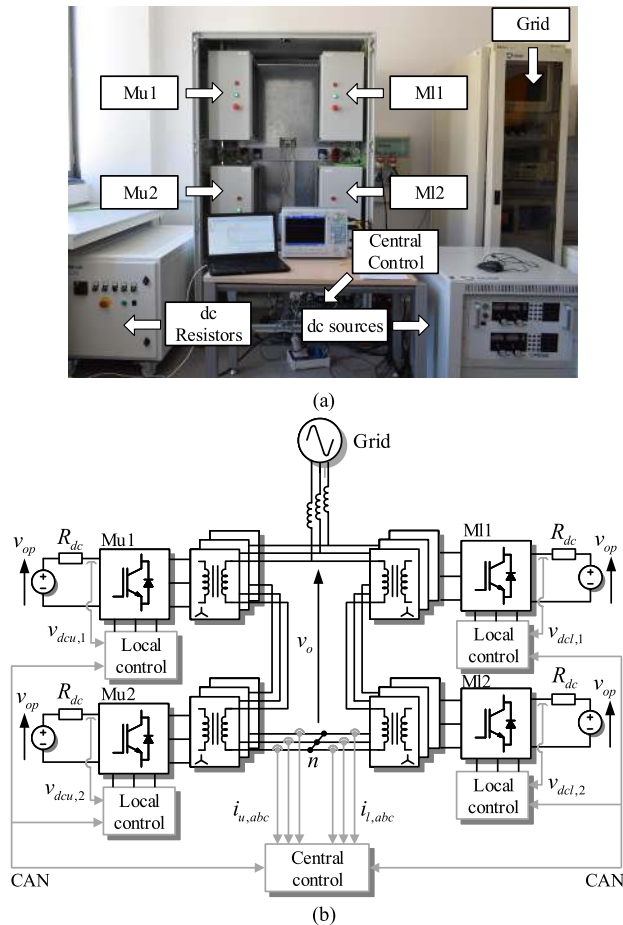 Grid
Mu1
Ml1
Mu2
Ml2
Central
Control
dc
Resistors
dc sources
(a)
Grid
v_op
R_dc
Mu1
Ml1
R_dc
v_op
v_dcu,1
Local
control
v_o
Local
control
v_dcl,1
v_op
R_dc
Mu2
Ml2
R_dc
v_op
n
v_dcu,2
Local
control
i_u,abc
i_l,abc
Local
control
v_dcl,2
CAN
Central
control
CAN
(b)